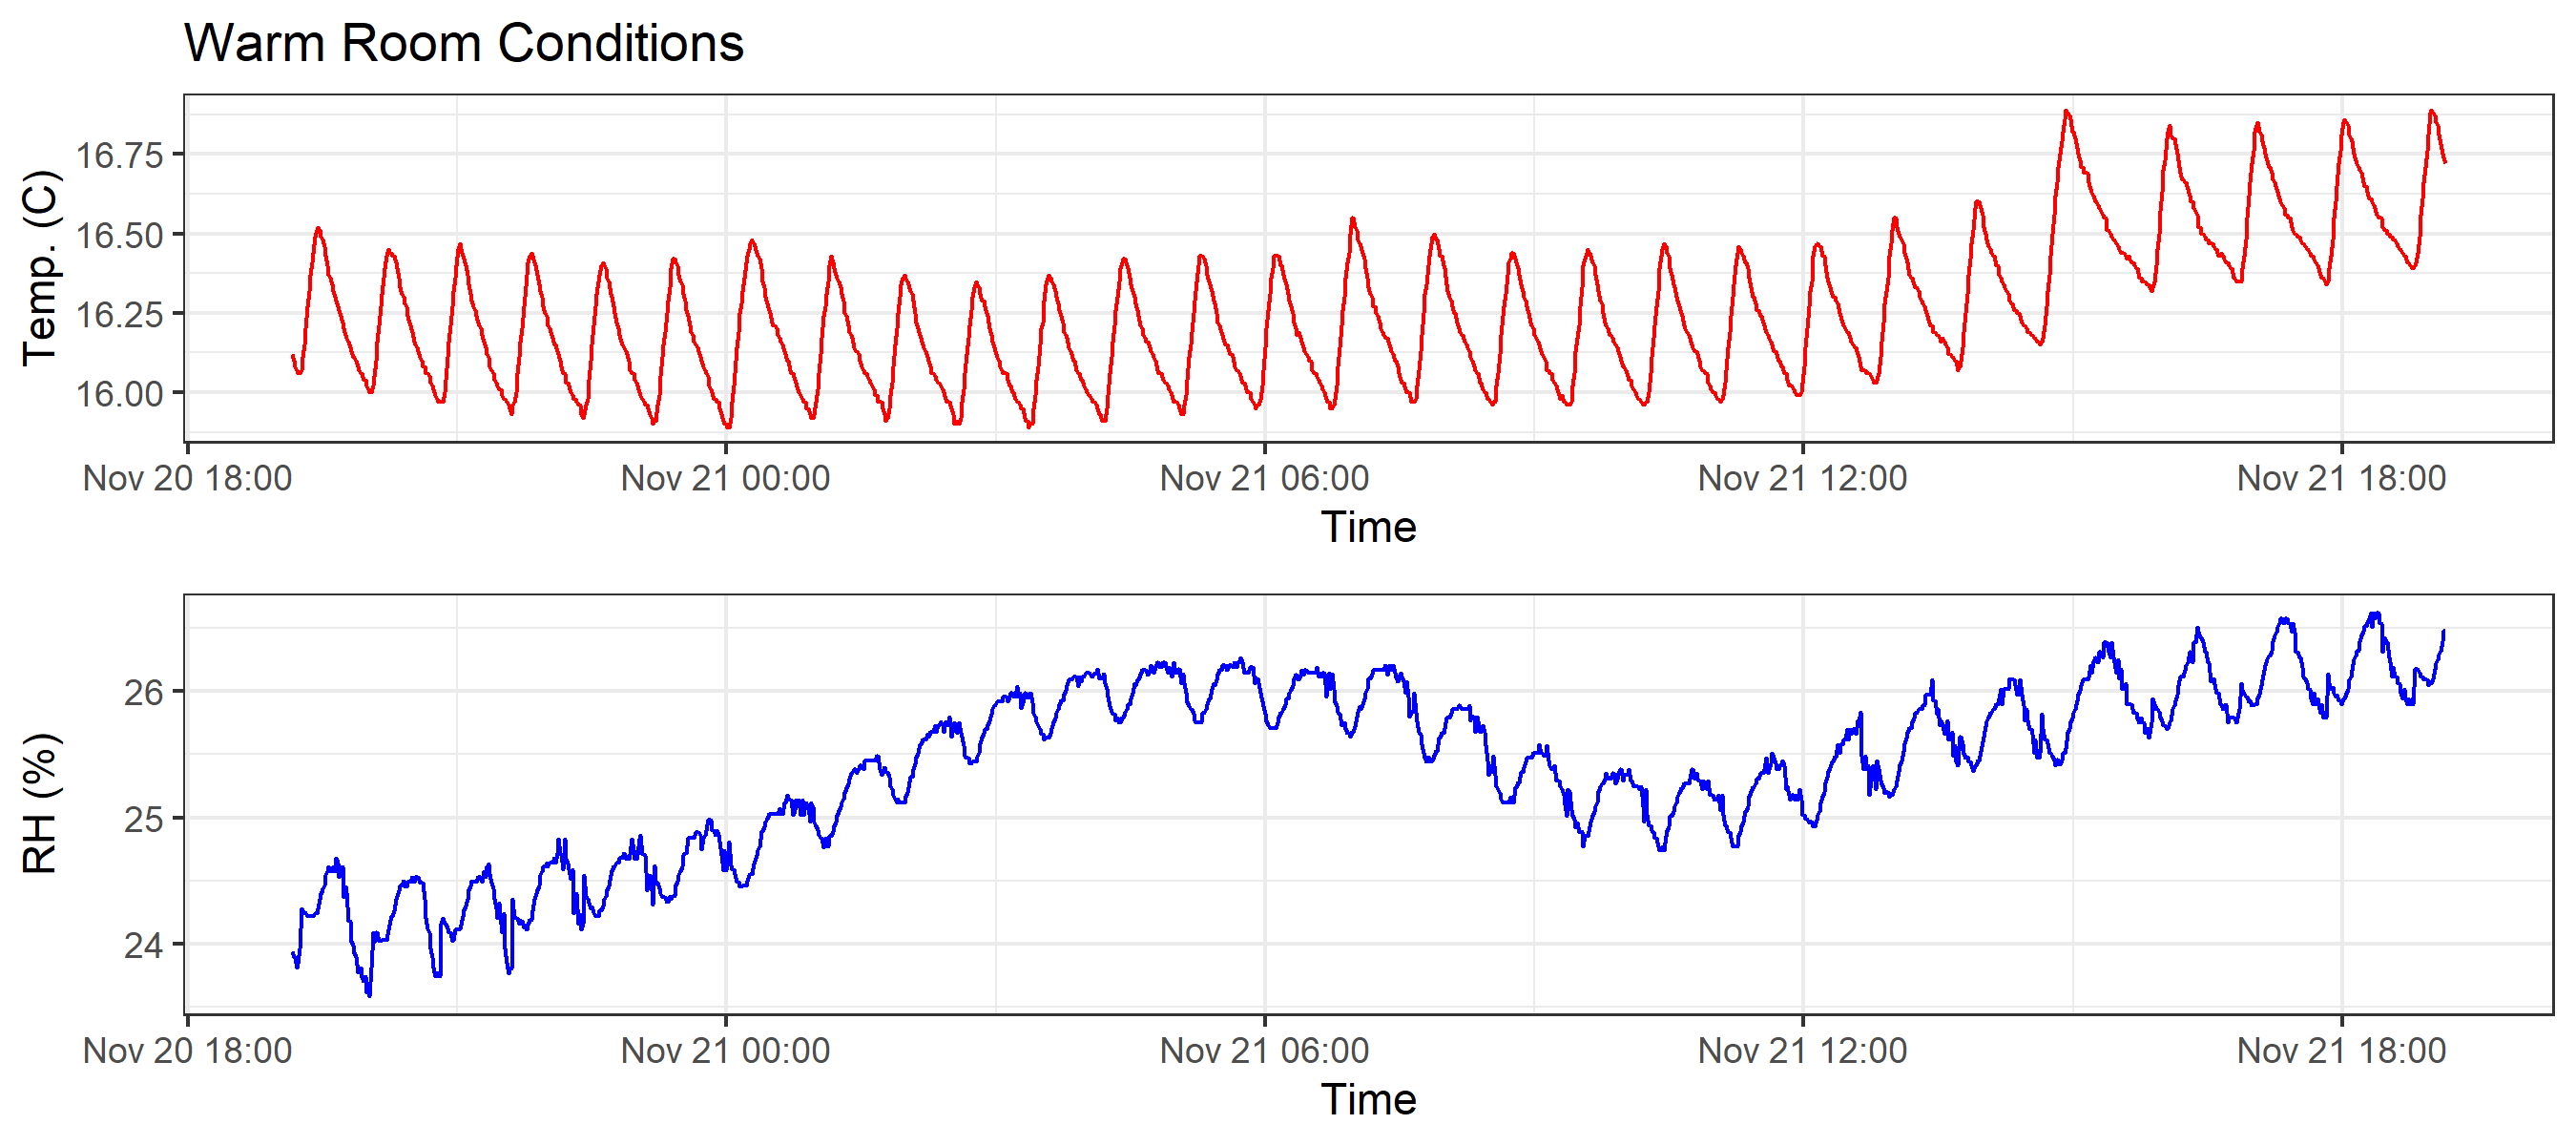 Warm Room Conditions
Temp. (C)
16.75
16.50
16.25
16.00
Nov 20 18:00 Nov 21 00:00 Nov 21 06:00 Nov 21 12:00 Nov 21 18:00
Time
RH (%)
26
25
24
Nov 20 18:00 Nov 21 00:00 Nov 21 06:00 Nov 21 12:00 Nov 21 18:00
Time